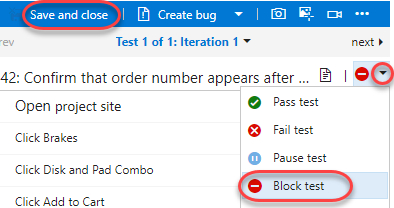 Save and close Create bug
rev Test 1 of 1: Iteration 1 next
42: Confirm that order number appears after ...
Open project site
Pass test
Click Brakes
Fail test
Click Disk and Pad Combo
Pause test
Click Add to Cart
Block test